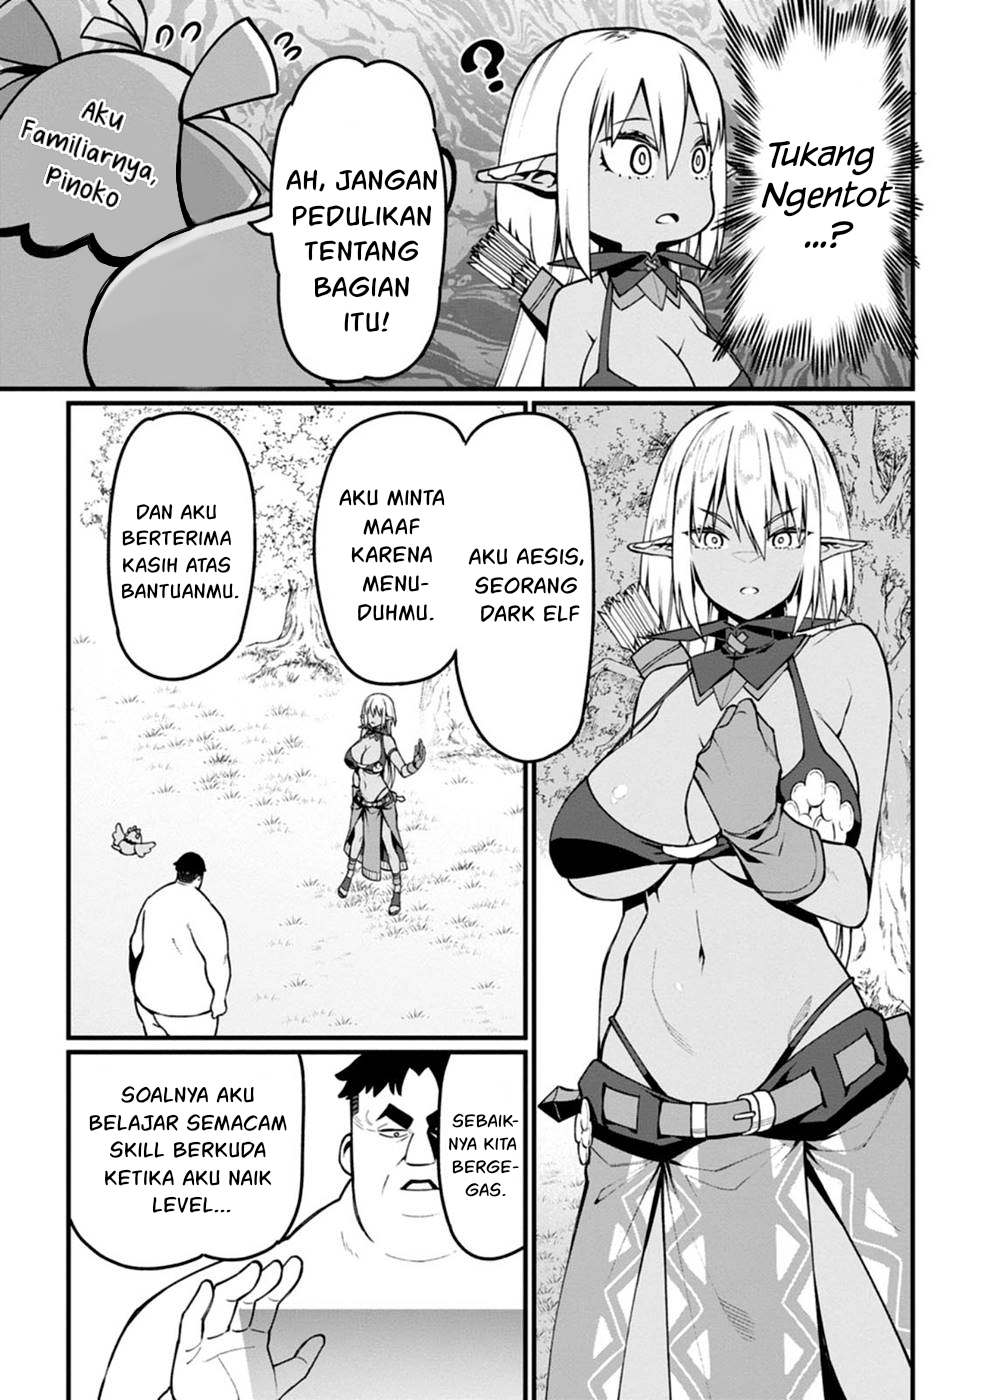 Tukang
Ngentot
...?
?
AH, JANGAN
PEDULIKAN
TENTANG
BAGIAN
ITU!
Aku
Familiarnya,
Pinoko
AKU AESIS,
SEORANG
DARK ELF
AKU MINTA
MAAF
KARENA
MENU-
DUHMU.
DAN AKU
BERTERIMA
KASIH ATAS
BANTUANMU.
SEBAIK-
NYA KITA
BERGE-
GAS.
SOALNYA AKU
BELAJAR SEMACAM
SKILL BERKUDA
KETIKA AKU NAIK
LEVEL...